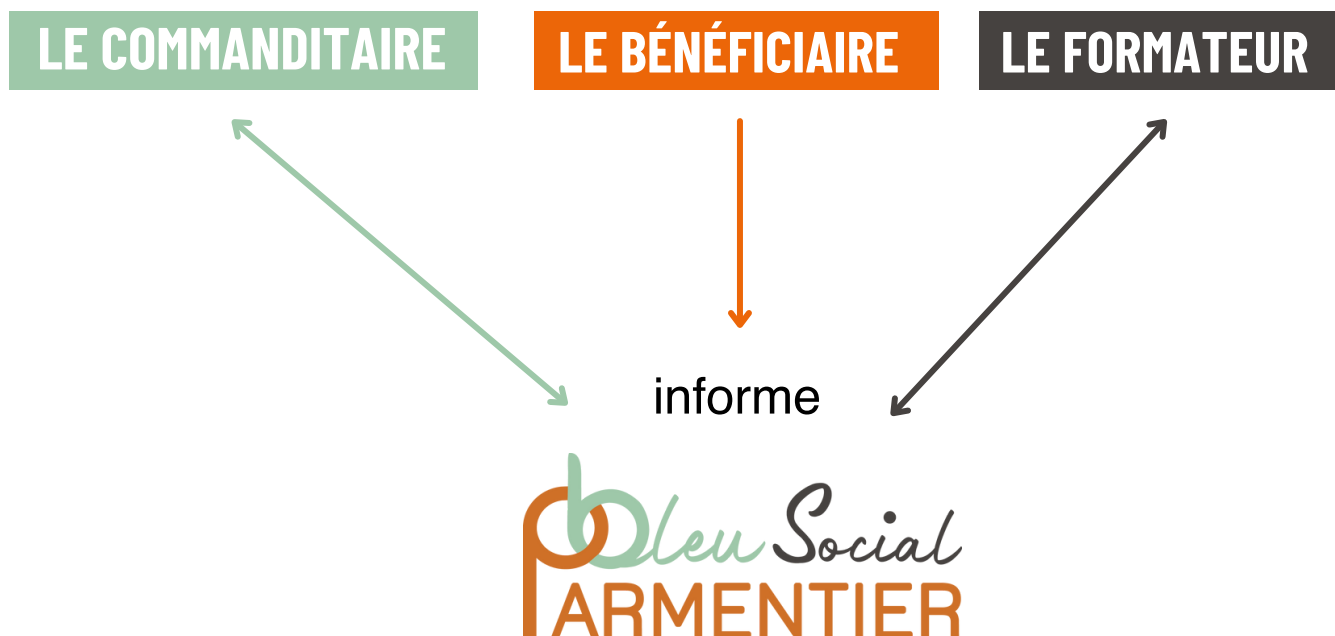 LE COMMANDITAIRE
LE BÉNÉFICIAIRE
LE FORMATEUR
informe
bleu Social
PARMENTIER